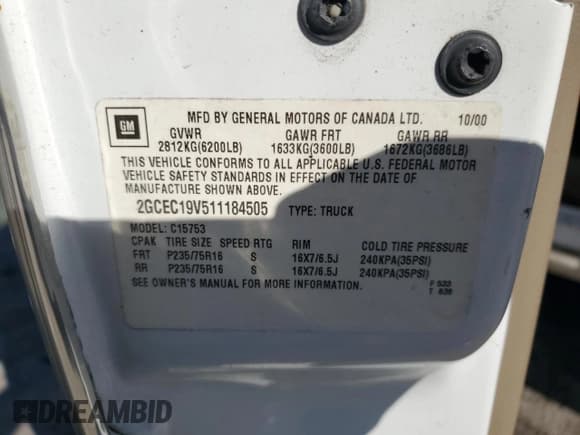 GM
MFD BY GENERAL MOTORS OF CANADA LTD. 10/00
GVWR GAWR FRT GAWR RR
2812KG(6200LB) 1633KG(3600LB) 1672KG(3686LB)
THIS VEHICLE CONFORMS TO ALL APPLICABLE U.S. FEDERAL MOTOR
VEHICLE SAFETY STANDARDS IN EFFECT ON THE DATE OF
MANUFACTURE SHOWN ABOVE.
2GCEC19V511184505 TYPE: TRUCK
MODEL: C15753
CPAK TIRE SIZE SPEED RTG RIM COLD TIRE PRESSURE
FRT P235/75R16 S 16X7/6.5J 240KPA(35PSI)
RR P235/75R16 S 16X7/6.5J 240KPA(35PSI)
SEE OWNER'S MANUAL FOR MORE INFORMATION.
F 533
T 636
DREAMBID